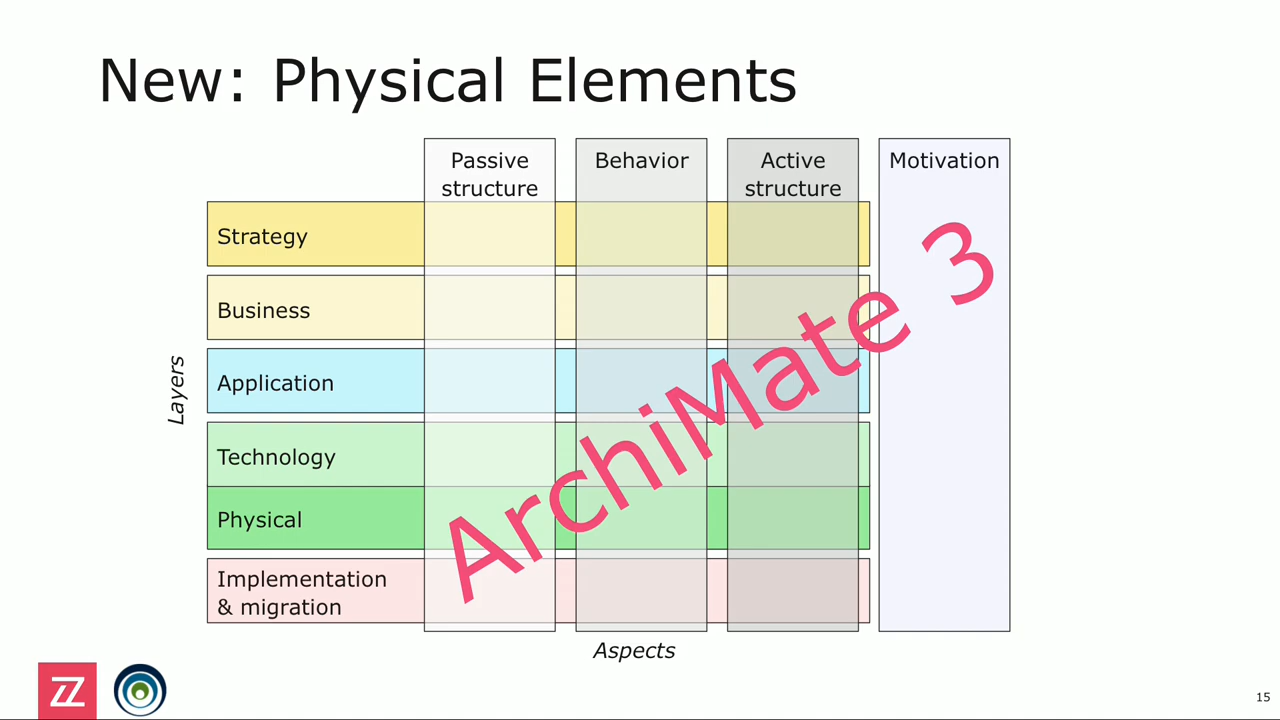 New: Physical Elements
Passive
structure
Behavior
Active
structure
Motivation
Strategy
Business
Application
Technology
Physical
Implementation
& migration
Layers
Aspects
ArchiMate 3
15